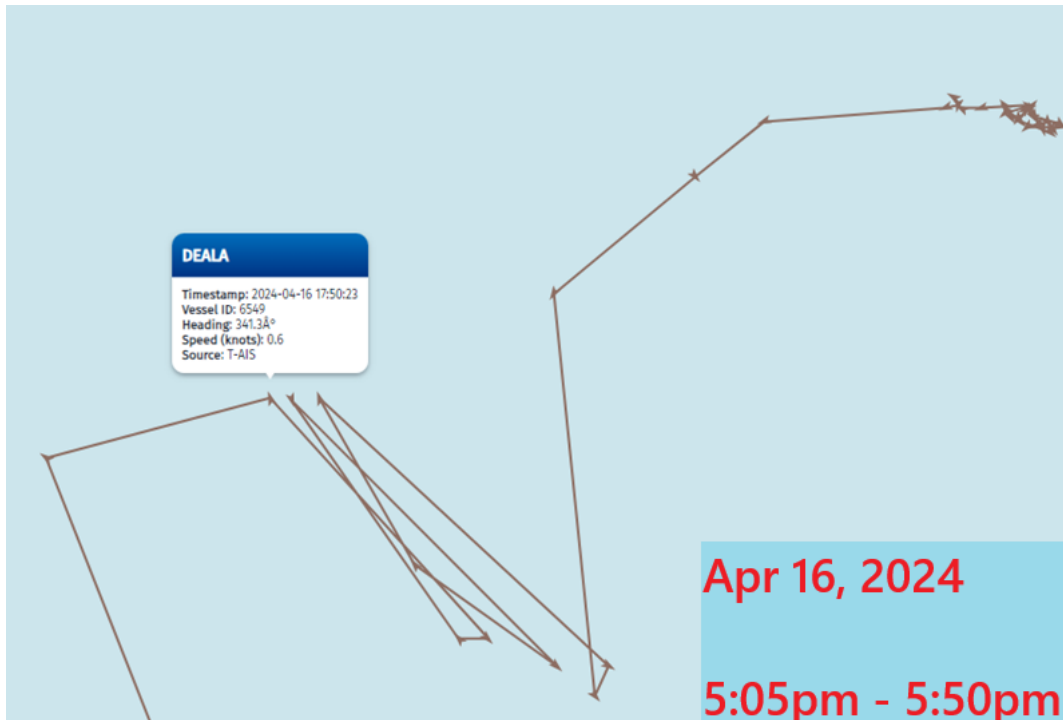 DEALA
Timestamp: 2024-04-16 17:50:23
Vessel ID: 6549
Heading: 341.3Âº
Speed (knots): 0.6
Source: T-AIS
Apr 16, 2024
5:05pm - 5:50pm